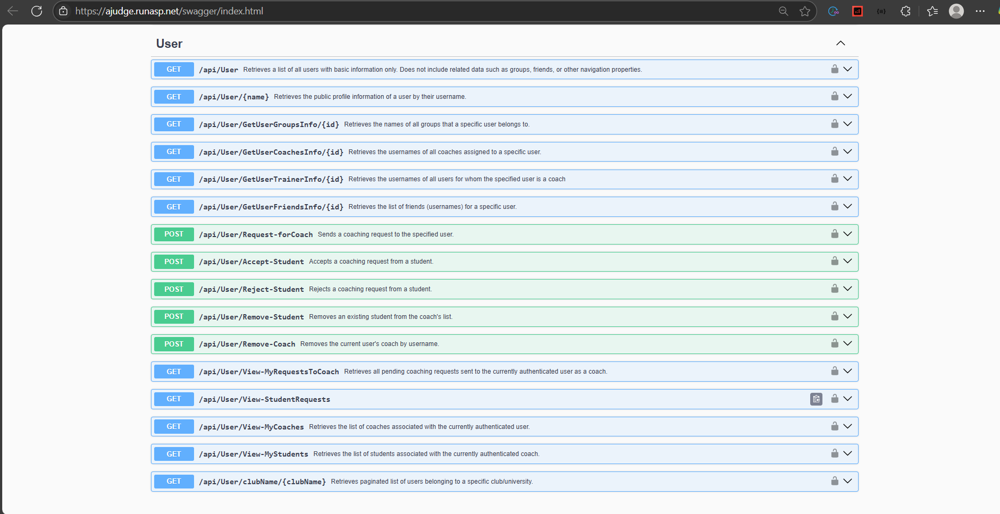 https://ajudge.runasp.net/swagger/index.html
User
GET /api/User Retrieves a list of all users with basic information only. Does not include related data such as groups, friends, or other navigation properties.
GET /api/User/{name} Retrieves the public profile information of a user by their username.
GET /api/User/GetUserGroupsInfo/{id} Retrieves the names of all groups that a specific user belongs to.
GET /api/User/GetUserCoachesInfo/{id} Retrieves the usernames of all coaches assigned to a specific user.
GET /api/User/GetUserTrainerInfo/{id} Retrieves the usernames of all users for whom the specified user is a coach
GET /api/User/GetUserFriendsInfo/{id} Retrieves the list of friends (usernames) for a specific user.
POST /api/User/Request-forCoach Sends a coaching request to the specified user.
POST /api/User/Accept-Student Accepts a coaching request from a student.
POST /api/User/Reject-Student Rejects a coaching request from a student.
POST /api/User/Remove-Student Removes an existing student from the coach's list.
POST /api/User/Remove-Coach Removes the current user's coach by username.
GET /api/User/View-MyRequestsToCoach Retrieves all pending coaching requests sent to the currently authenticated user as a coach.
GET /api/User/View-StudentRequests
GET /api/User/View-MyCoaches Retrieves the list of coaches associated with the currently authenticated user.
GET /api/User/View-MyStudents Retrieves the list of students associated with the currently authenticated coach.
GET /api/User/clubName/{clubName} Retrieves paginated list of users belonging to a specific club/university.